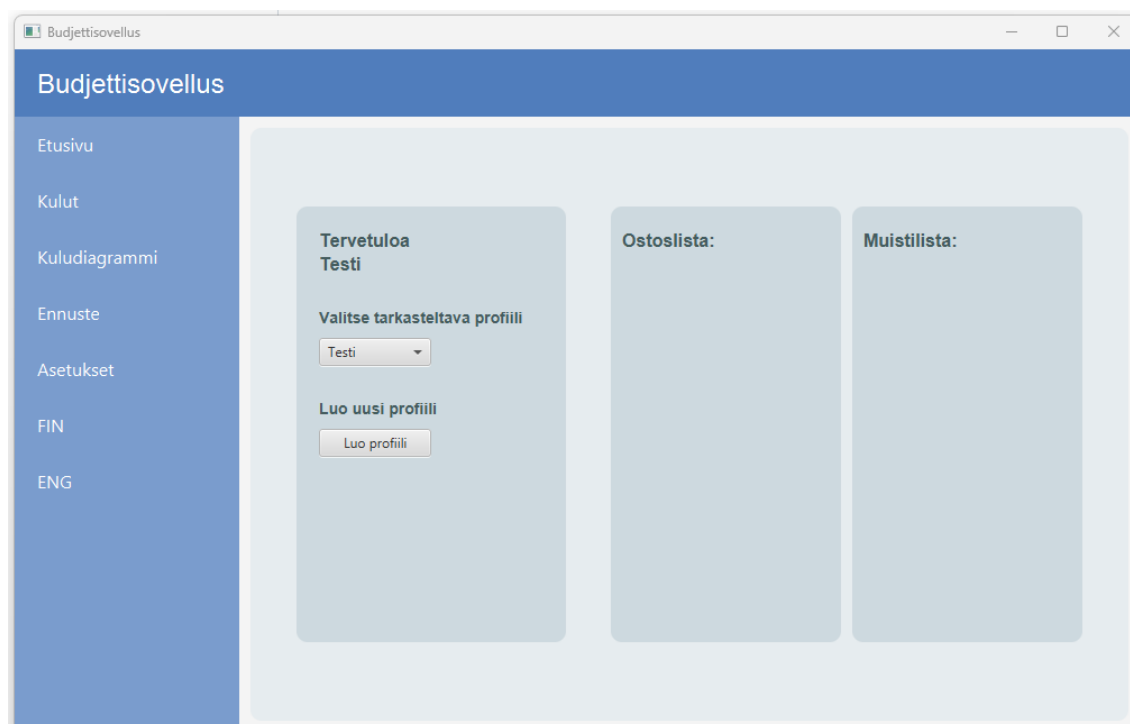 Budjettisovellus
Budjettisovellus
Etusivu
Kulut
Kuludiagrammi
Ennuste
Asetukset
FIN
ENG
Tervetuloa
Testi
Valitse tarkasteltava profiili
Testi
Luo uusi profiili
Luo profiili
Ostoslista:
Muistilista: